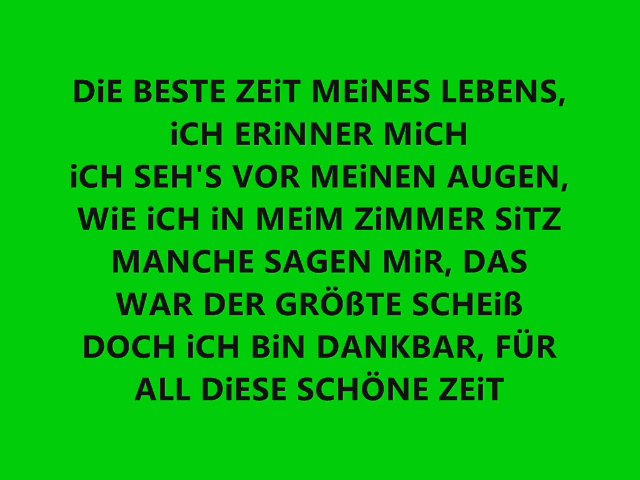 DiE BESTE ZEiT MEiNES LEBENS,
iCH ERiNNER MiCH
iCH SEH'S VOR MEiNEN AUGEN,
WiE iCH iN MEiM ZiMMER SiTZ
MANCHE SAGEN MiR, DAS
WAR DER GRÖßTE SCHEiß
DOCH iCH BiN DANKBAR, FÜR
ALL DiESE SCHÖNE ZEiT